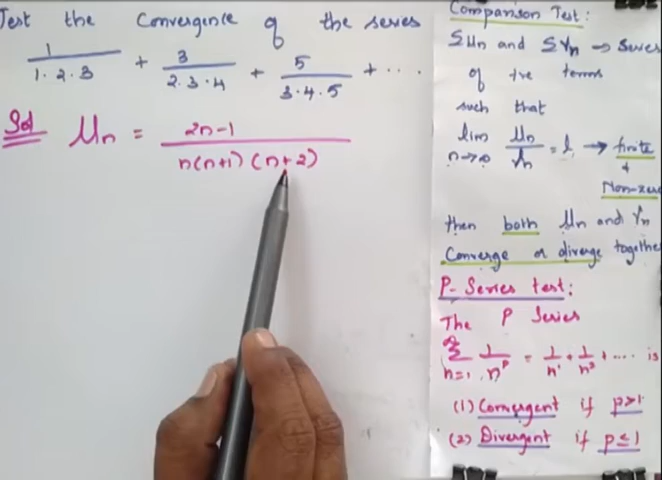 Test the Convergence of the series
1/1·2·3 + 3/2·3·4 + 5/3·4·5 + ....
Sol Un = 2n-1/n(n+1)(n+2)
Comparison Test:
ΣUn and ΣVn → Series
of +ve terms
such that
lim n→∞ Un/Vn = l → finite
&
Non-zero
then both Un and Vn
Converge or diverge together
P-Series test:
The P Series
∞ Σ n=1 1/n^p = 1/n^1 + 1/n^2 + .... is
(1) Convergent if p>1
(2) Divergent if p≤1